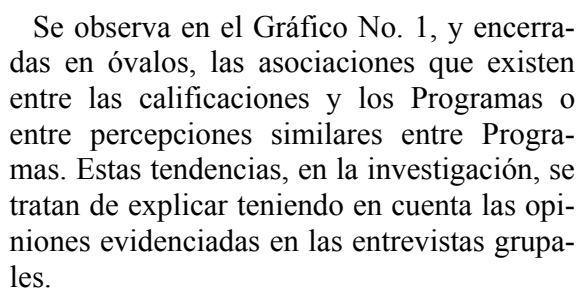 Se observa en el Gráfico No. 1, y encerra-
das en óvalos, las asociaciones que existen
entre las calificaciones y los Programas o
entre percepciones similares entre Progra-
mas. Estas tendencias, en la investigación, se
tratan de explicar teniendo en cuenta las opi-
niones evidenciadas en las entrevistas grupa-
les.